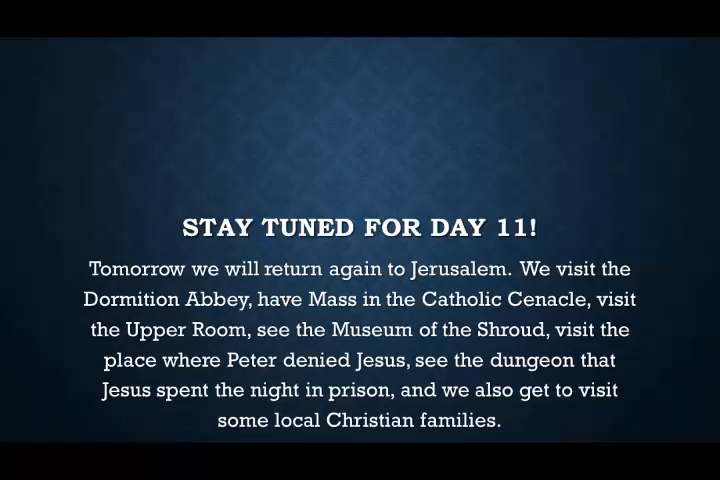 STAY TUNED FOR DAY 11!
Tomorrow we will return again to Jerusalem. We visit the
Dormition Abbey, have Mass in the Catholic Cenacle, visit
the Upper Room, see the Museum of the Shroud, visit the
place where Peter denied Jesus, see the dungeon that
Jesus spent the night in prison, and we also get to visit
some local Christian families.